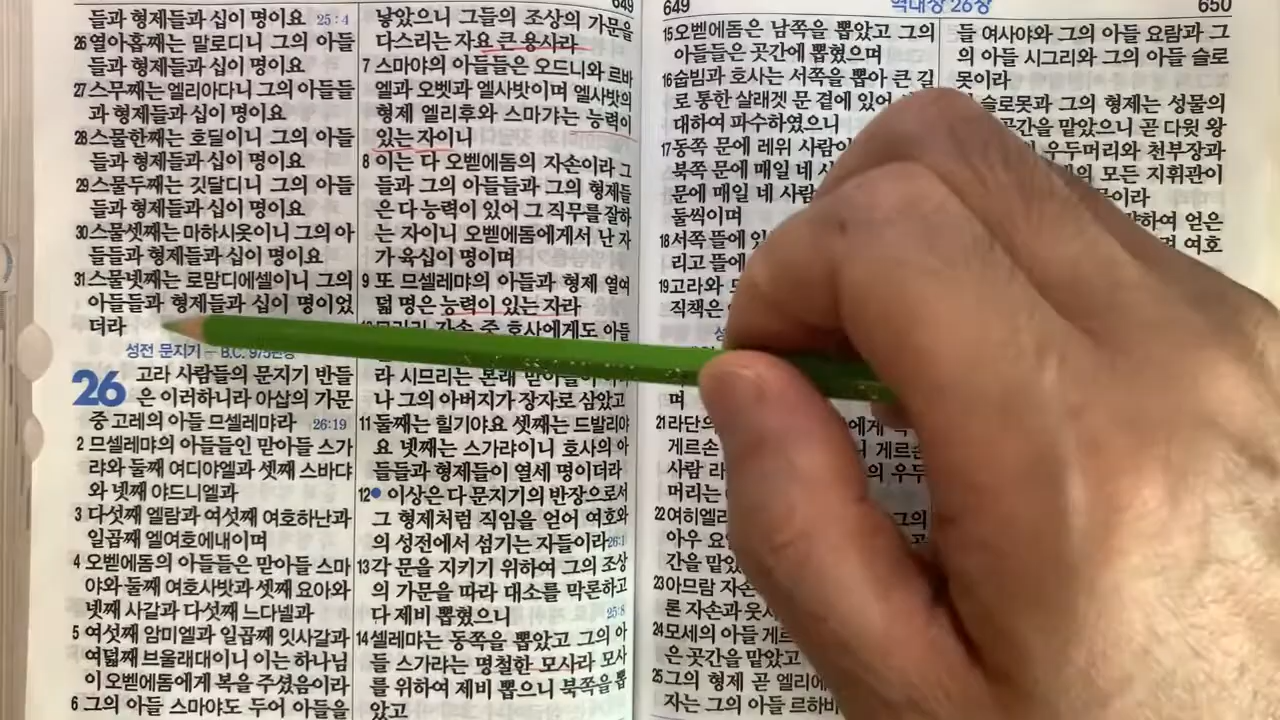 649
들과 형제들과 십이 명이요 25:4
26 열아홉째는 말로디니 그의 아들
들과 형제들과 십이 명이요
27 스무째는 엘리아다니 그의 아들들
과 형제들과 십이 명이요
28 스물한째는 호딜이니 그의 아들
들과 형제들과 십이 명이요
29 스물두째는 깃달디니 그의 아들
들과 형제들과 십이 명이요
30 스물셋째는 마하시옷이니 그의 아
들들과 형제들과 십이 명이요
31 스물넷째는 로맘디에셀이니 그의
아들들과 형제들과 십이 명이었
더라
성전 문지기 — B.C. 975년경
26 고라 사람들의 문지기 반들
은 이러하니라 아삽의 가문
중 고레의 아들 모셀레먀라 26:19
2 므셀레먀의 아들들인 맏아들 스가
랴와 둘째 여디아엘과 셋째 스바댜
와 넷째 야드니엘과
3 다섯째 엘람과 여섯째 여호하난과
일곱째 엘여호에내이며
4 오벧에돔의 아들들은 맏아들 스마
야와 둘째 여호사밧과 셋째 요아와
넷째 사갈과 다섯째 느다넬과
5 여섯째 암미엘과 일곱째 잇사갈과
여덟째 브울래대이니 이는 하나님
이 오벧에돔에게 복을 주셨음이라
6 그의 아들 스마야도 두어 아들을
낳았으니 그들의 조상의 가문을
다스리는 자요 큰 용사라
7 스마야의 아들들은 오드니와 르바
엘과 오벳과 엘사밧이며 엘사밧의
형제 엘리후와 스마갸는 능력이
있는 자이니
8 이는 다 오벧에돔의 자손이라 그
들과 그의 아들들과 그의 형제들
은 다 능력이 있어 그 직무를 잘하
는 자이니 오벧에돔에게서 난 자
가 육십이 명이며
9 또 모셀레먀의 아들과 형제 열여
덟 명은 능력이 있는 자라
자손 중 호사에게도 아들
라 시므리는 본래
나 그의 아버지가 장자로 삼았고
11 둘째는 힐기야요 셋째는 드발리야
요 넷째는 스가랴이니 호사의 아
들들과 형제들이 열세 명이더라
12 ● 이상은 다 문지기의 반장으로서
그 형제처럼 직임을 얻어 여호와
의 성전에서 섬기는 자들이라 26:1
13 각 문을 지키기 위하여 그의 조상
의 가문을 따라 대소를 막론하고
다 제비 뽑혔으니 25:8
14 셀레먀는 동쪽을 뽑았고 그의 아
들 스가랴는 명철한 모사라 모사
를 위하여 제비 뽑으니 북쪽을 뽑
았고
649 역대상 26장 650
15 오벧에돔은 남쪽을 뽑았고 그의
아들들은 곳간에 뽑혔으며
16 숩빔과 호사는 서쪽을 뽑아 큰 길
로 통한 살래겟 문 곁에 있어
대하여 파수하였으니
17 동쪽 문에 레위 사람이
북쪽 문에 매일 네
문에 매일 네 사람
둘씩이며
18 서쪽 뜰에
리고 뜰에
19 고라와
직책은
며
21 라단의
게르손
사람
머리는
22 여히엘리 그의
아우
간을 맡았
23 아므람 자손
론 자손과
24 모세의 아들 게르
은 곳간을 맡았고
25 그의 형제 곧 엘리에
자는 그의 아들 르하비
들 여사야와 그의 아들 요람과 그
의 아들 시그리와 그의 아들 슬로
못이라
슬로못과 그의 형제는 성물의
곳간을 맡았으니 곧 다윗 왕
우두머리와 천부장과
모든 지휘관이
이라
하여 얻은
여호